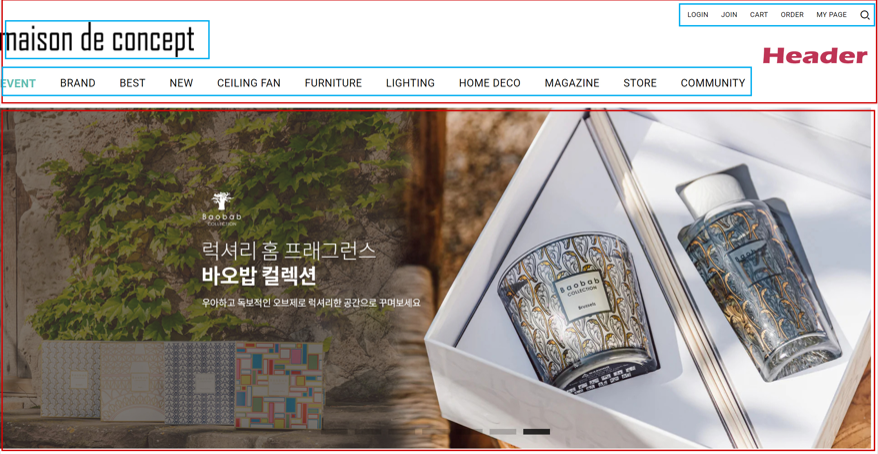 LOGIN JOIN CART ORDER MY PAGE
maison de concept
Header
EVENT BRAND BEST NEW CEILING FAN FURNITURE LIGHTING HOME DECO MAGAZINE STORE COMMUNITY
Baobab
COLLECTION
럭셔리 홈 프래그런스
바오밥 컬렉션
우아하고 독보적인 오브제로 럭셔리한 공간으로 꾸며보세요
Baobab
COLLECTION
Bruxelles